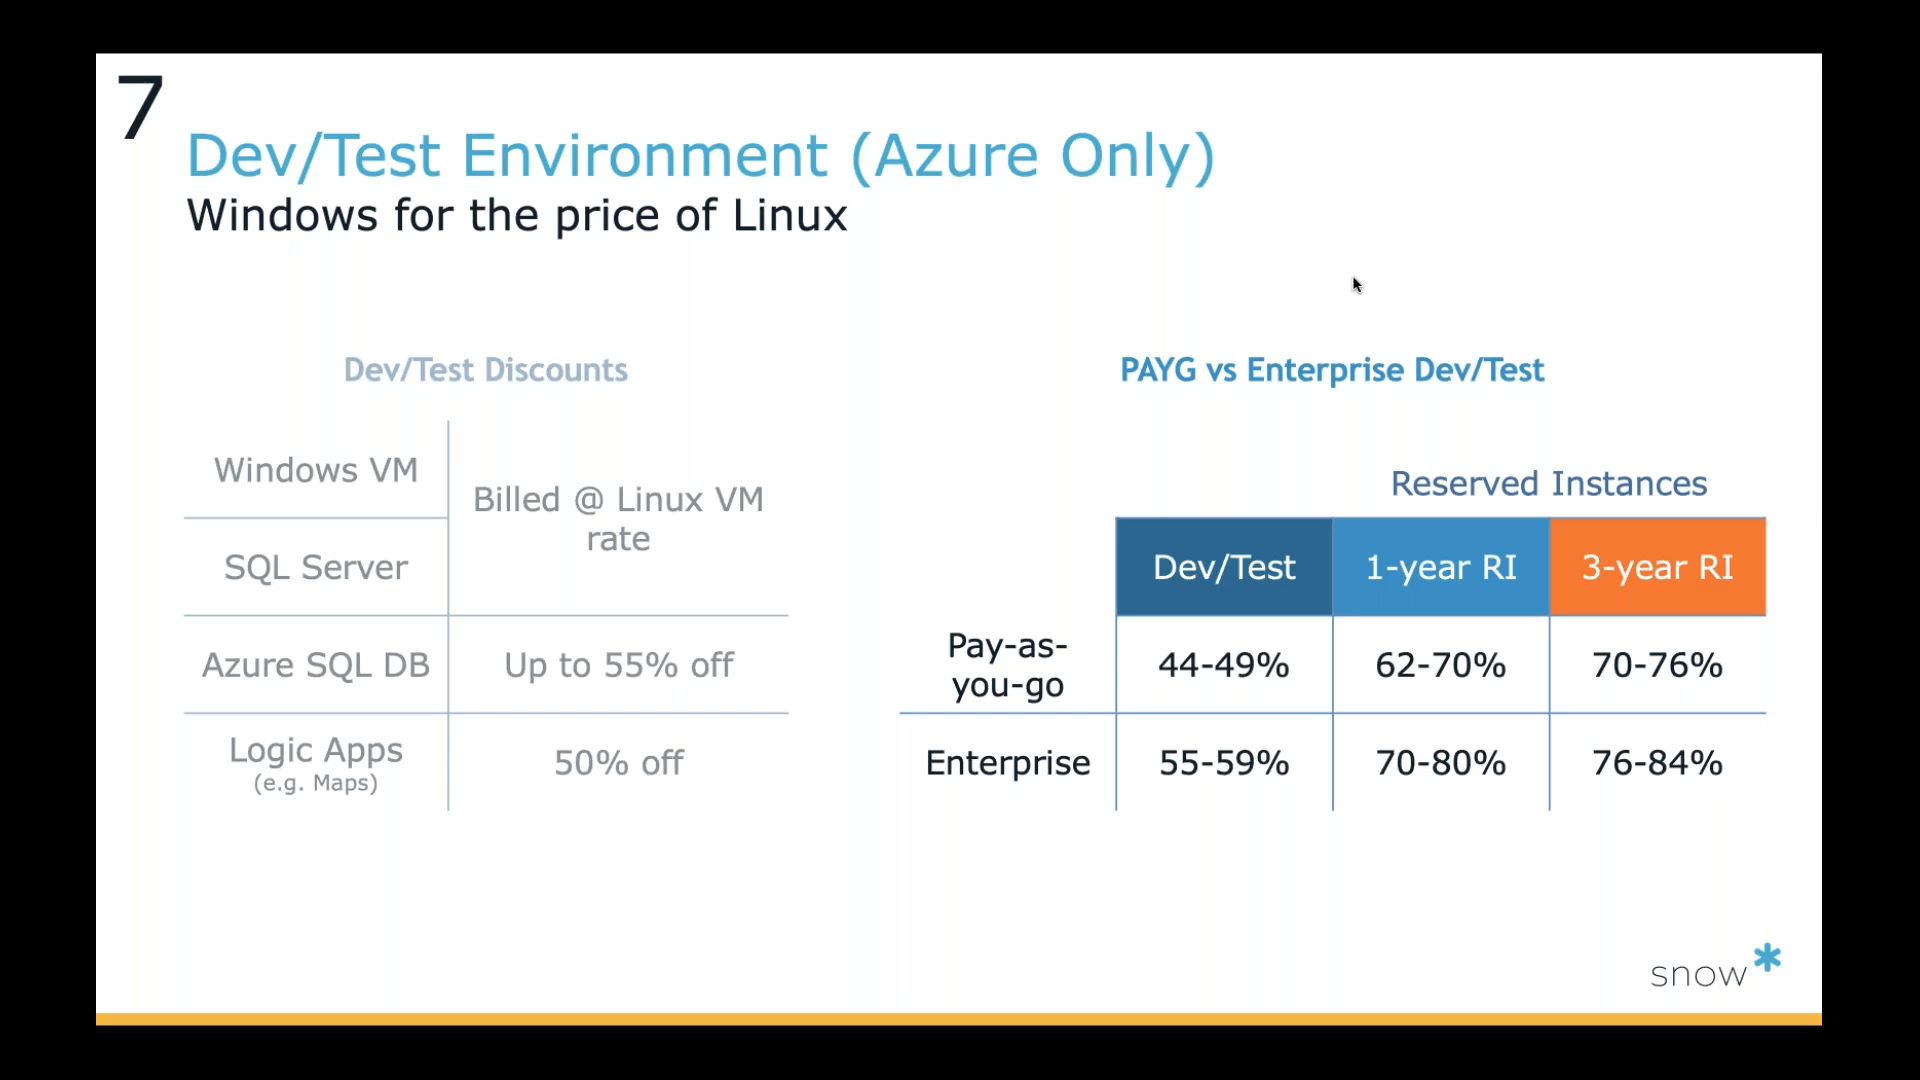 7
Dev/Test Environment (Azure Only)
Windows for the price of Linux
Dev/Test Discounts
Windows VM
Billed @ Linux VM
rate
SQL Server
Azure SQL DB
Up to 55% off
Logic Apps
(e.g. Maps)
50% off
PAYG vs Enterprise Dev/Test
Reserved Instances
Dev/Test
1-year RI
3-year RI
Pay-as-
you-go
44-49%
62-70%
70-76%
Enterprise
55-59%
70-80%
76-84%
snow